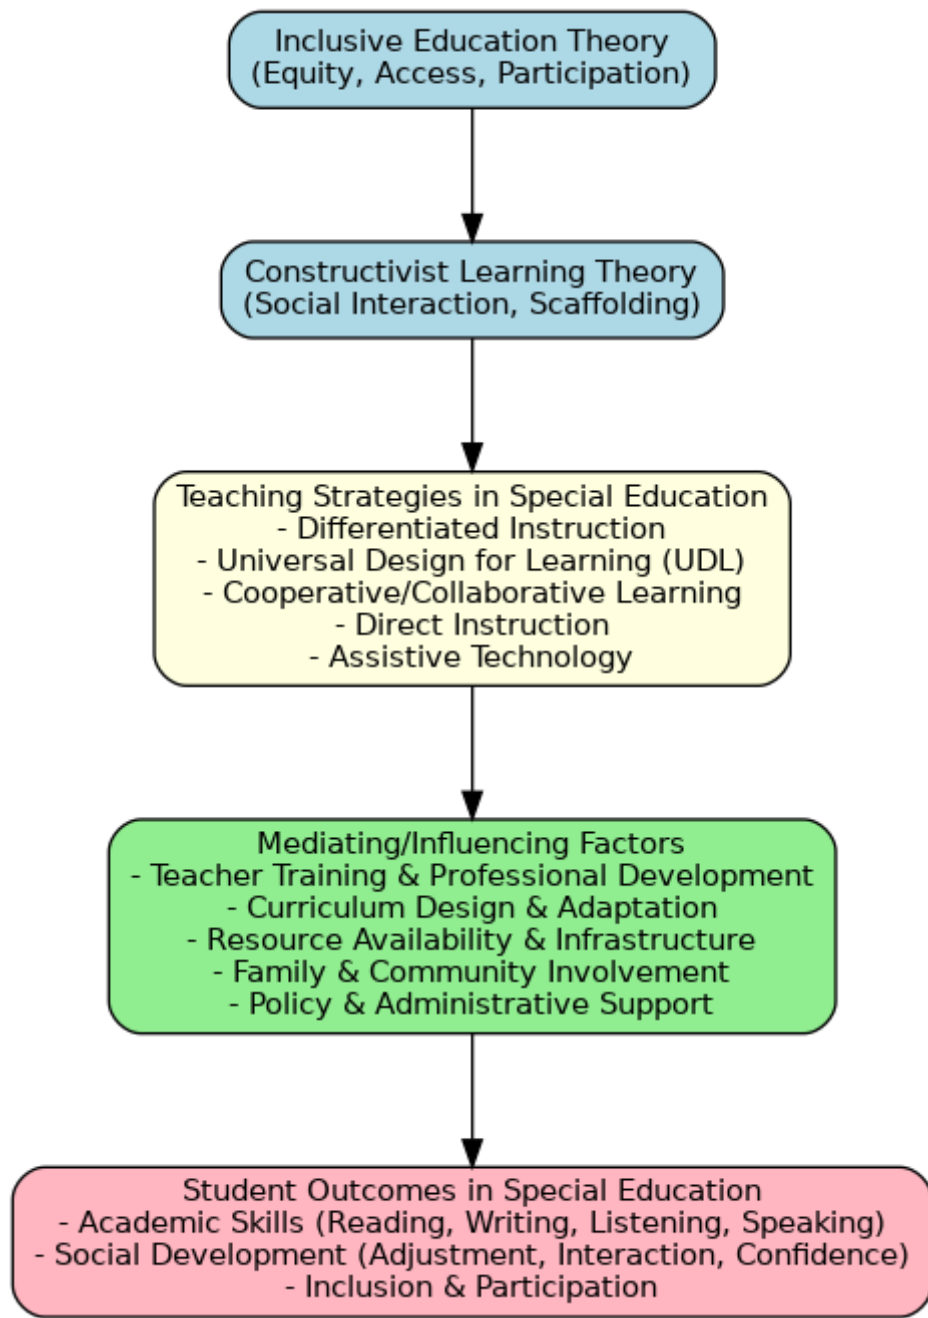 Inclusive Education Theory
(Equity, Access, Participation)
Constructivist Learning Theory
(Social Interaction, Scaffolding)
Teaching Strategies in Special Education
- Differentiated Instruction
- Universal Design for Learning (UDL)
- Cooperative/Collaborative Learning
- Direct Instruction
- Assistive Technology
Mediating/Influencing Factors
- Teacher Training & Professional Development
- Curriculum Design & Adaptation
- Resource Availability & Infrastructure
- Family & Community Involvement
- Policy & Administrative Support
Student Outcomes in Special Education
- Academic Skills (Reading, Writing, Listening, Speaking)
- Social Development (Adjustment, Interaction, Confidence)
- Inclusion & Participation